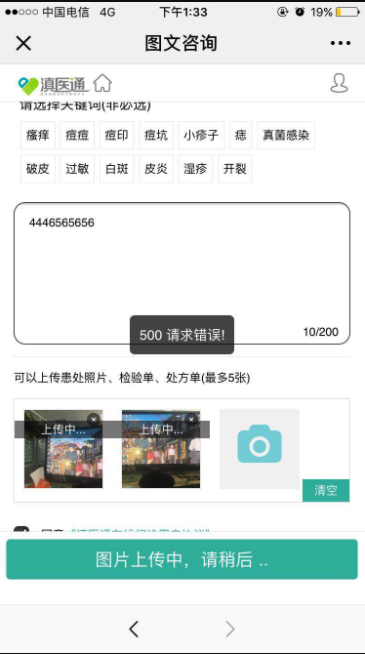 中国电信 4G 下午1:33 19%
图文咨询
滇医通
请选择关键词(非必选)
瘙痒 痘痘 痘印 痘坑 小疹子 痣 真菌感染
破皮 过敏 白斑 皮炎 湿疹 开裂
4446565656
500 请求错误!
10/200
可以上传患处照片、检验单、处方单(最多5张)
上传中... 上传中...
清空
图片上传中，请稍后 ..